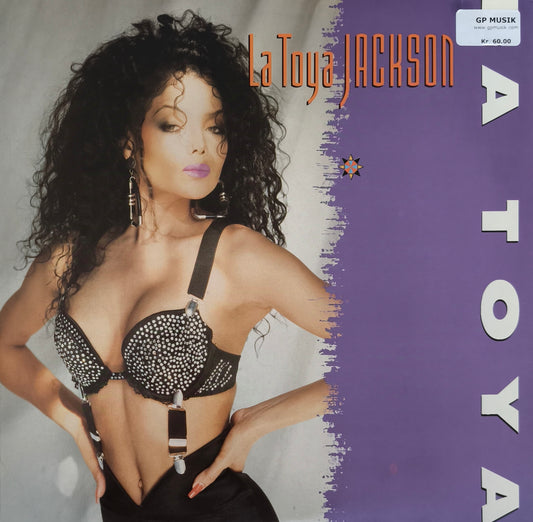 La Toya JACKSON
GP MUSIK
www.gpmusik.com
Kr. 60.00
A TOYA